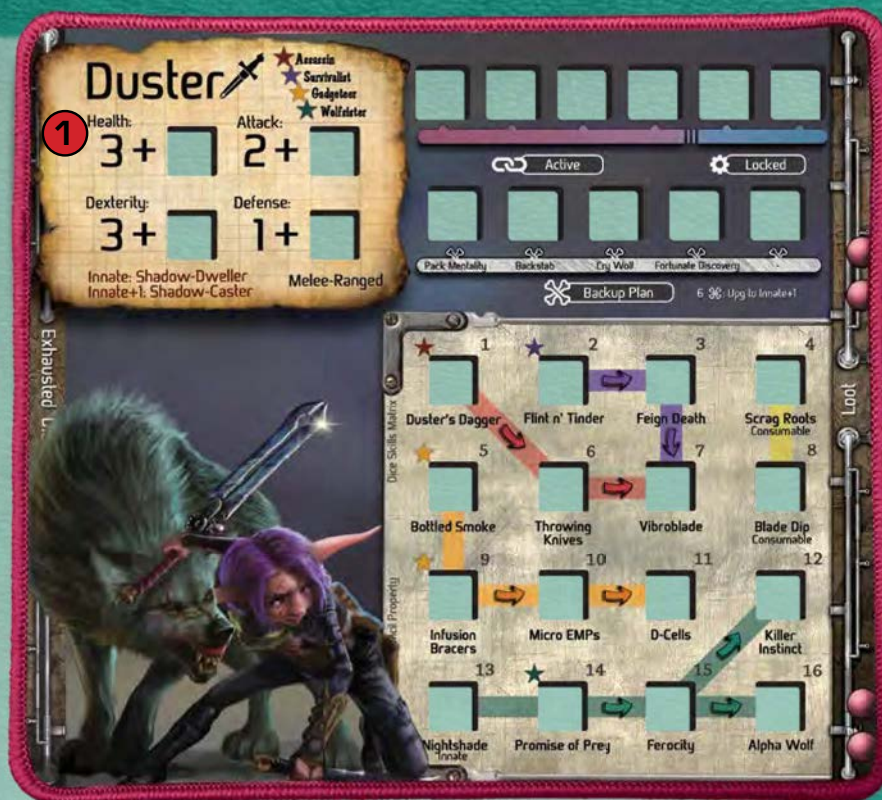 Duster
Assassin
Survivalist
Gadgeteer
Wolfsister
1
Health:
3+
Attack:
2+
Dexterity:
3+
Defense:
1+
Innate: Shadow-Dweller
Innate+1: Shadow-Caster
Melee-Ranged
Active
Locked
Pack Mentality
Backstab
Cry Wolf
Fortunate Discovery
-
Backup Plan
6 : Upg to Innate+1
Exhausted
Loot
Dice Skills Matrix
1
2
3
4
Duster's Dagger
Flint n' Tinder
Feign Death
Scrag Roots
Consumable
5
6
7
8
Bottled Smoke
Throwing
Knives
Vibroblade
Blade Dip
Consumable
9
10
11
12
Infusion
Bracers
Micro EMPs
D-Cells
Killer
Instinct
Property
13
14
15
16
Nightshade
Innate
Promise of Prey
Ferocity
Alpha Wolf